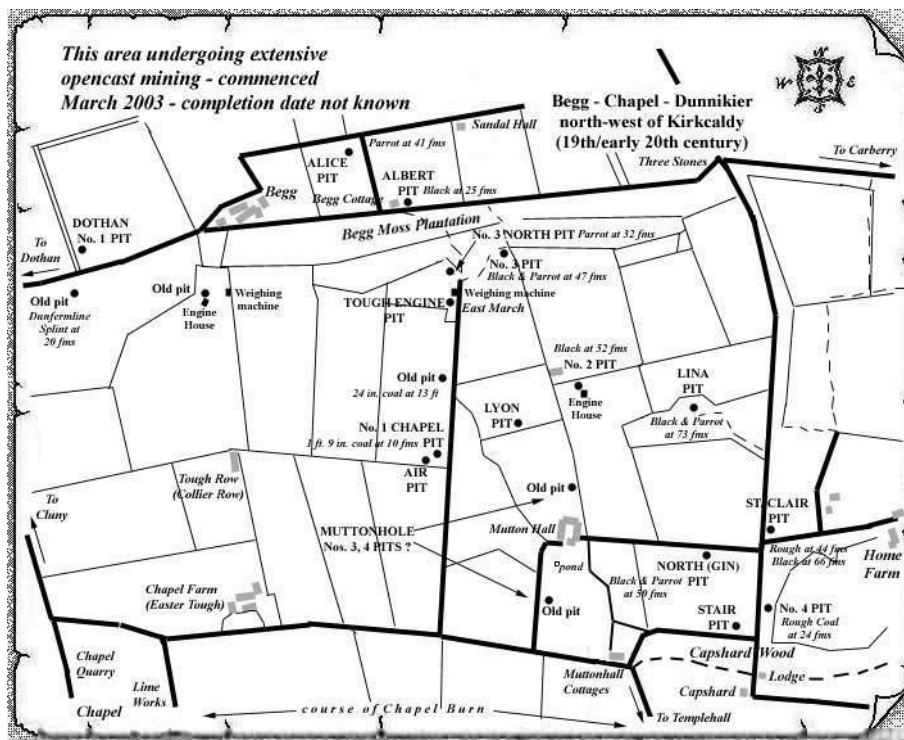 This area undergoing extensive
opencast mining - commenced
March 2003 - completion date not known
Begg - Chapel - Dunnikier
north-west of Kirkcaldy
(19th/early 20th century)
N
W
E
S
To Carberry
Three Stones
Sandal Hall
Parrot at 41 fms
ALICE
PIT
ALBERT
PIT
Black at 25 fms
Begg Cottage
Begg
Begg Moss Plantation
DOTHAN
No. 1 PIT
To
Dothan
No. 3 NORTH PIT
Parrot at 32 fms
No. 3 PIT
Black & Parrot at 47 fms
Old pit
Dunfermline
Splint at
20 fms
Old pit
Engine
House
Weighing
machine
TOUGH ENGINE
PIT
Weighing machine
East March
Black at 52 fms
No. 2 PIT
Engine
House
LINA
PIT
Black & Parrot
at 73 fms
Old pit
24 in. coal at 13 ft
LYON
PIT
No. 1 CHAPEL
PIT
1 ft. 9 in. coal at 10 fms
AIR
PIT
Tough Row
(Collier Row)
To
Cluny
Old pit
MUTTONHOLE
Nos. 3, 4 PITS ?
Mutton Hall
pond
ST. CLAIR
PIT
Rough at 44 fms
Black at 66 fms
Home
Farm
NORTH (GIN)
PIT
Black & Parrot
at 50 fms
Chapel Farm
(Easter Tough)
Old pit
STAIR
PIT
No. 4 PIT
Rough Coal
at 24 fms
Capshard Wood
Lodge
Muttonhall
Cottages
Capshard
Chapel
Quarry
Lime
Works
Chapel
course of Chapel Burn
To Templehall